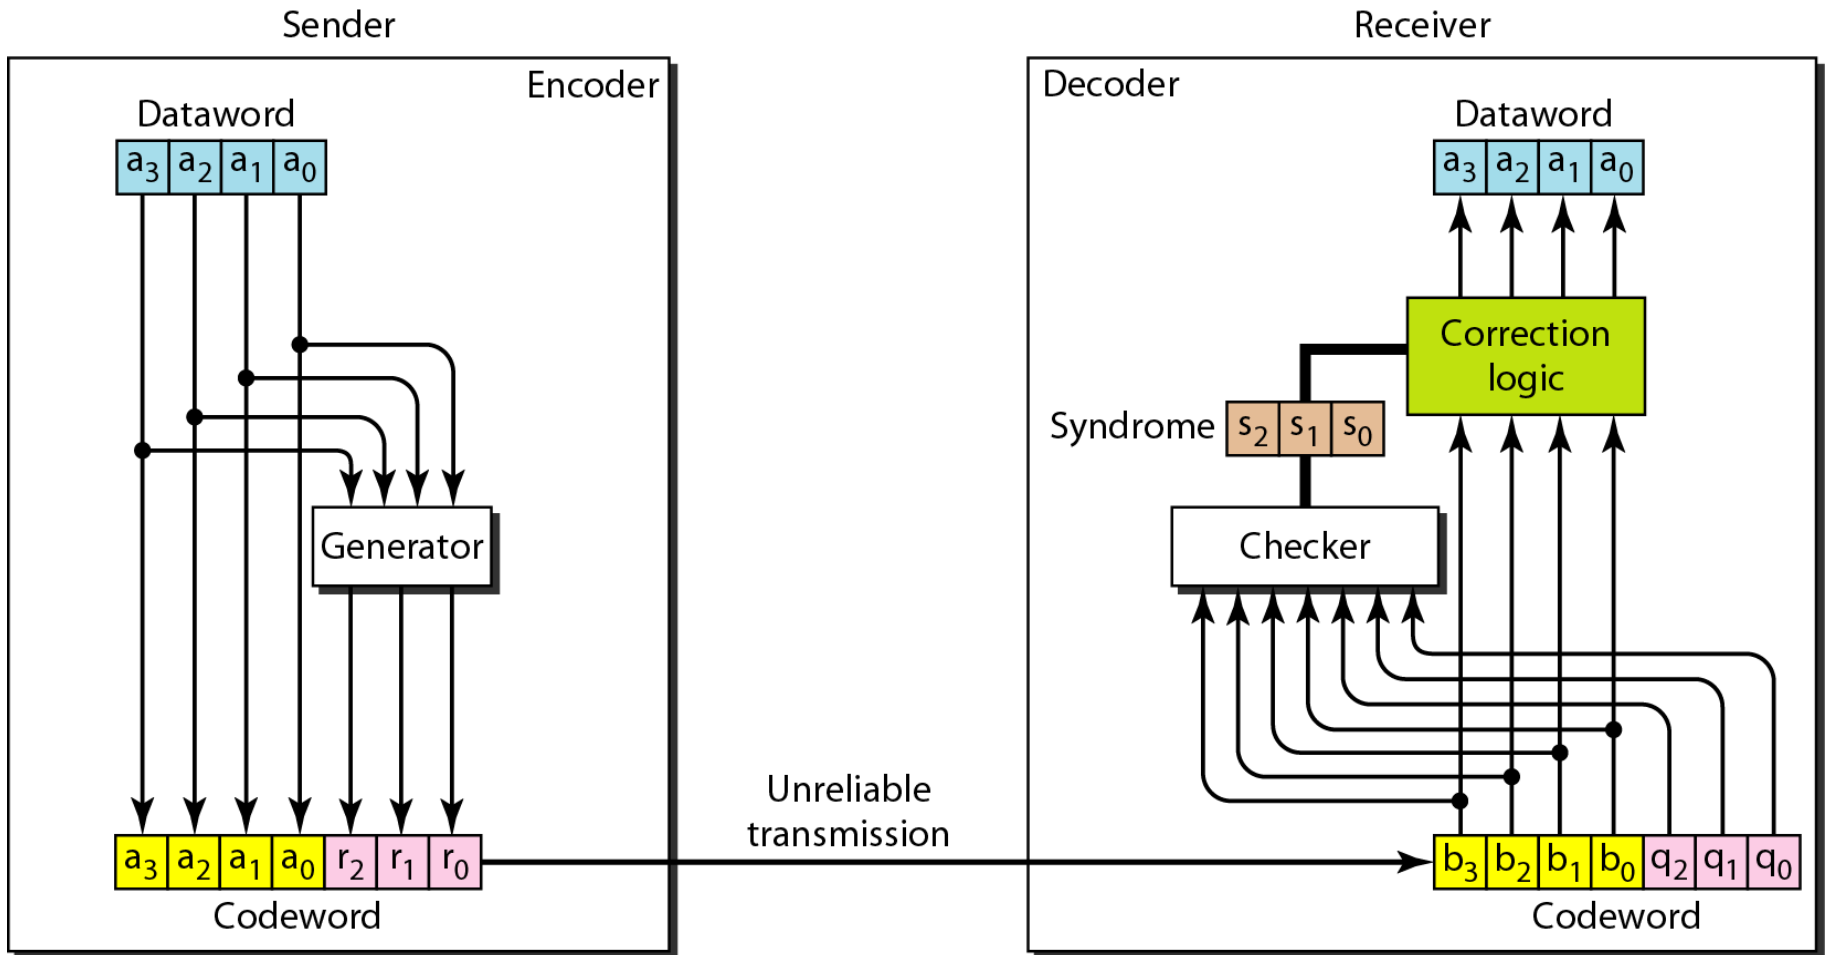 Sender
Encoder
Dataword
a3 a2 a1 a0
Generator
a3 a2 a1 a0 r2 r1 r0
Codeword
Unreliable
transmission
Receiver
Decoder
Dataword
a3 a2 a1 a0
Correction
logic
Syndrome s2 s1 s0
Checker
b3 b2 b1 b0 q2 q1 q0
Codeword